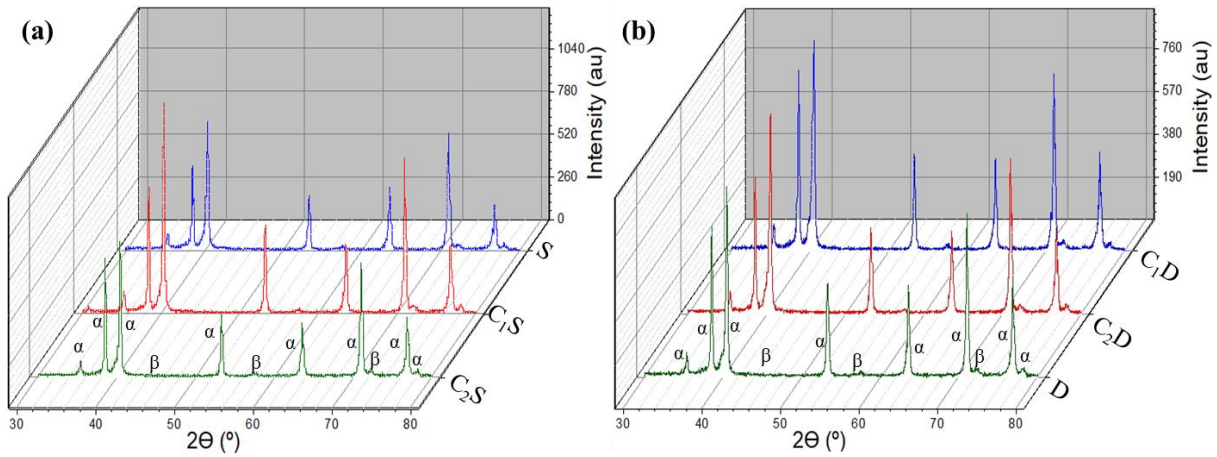 (a)
1040
780
520
260
0
Intensity (au)
S
C₁S
C₂S
α α α β α β α α β α α
30 40 50 60 70 80
2Θ (º)
(b)
760
570
380
190
Intensity (au)
C₁D
C₂D
D
α α α β α β α α β α
30 40 50 60 70 80
2Θ (º)